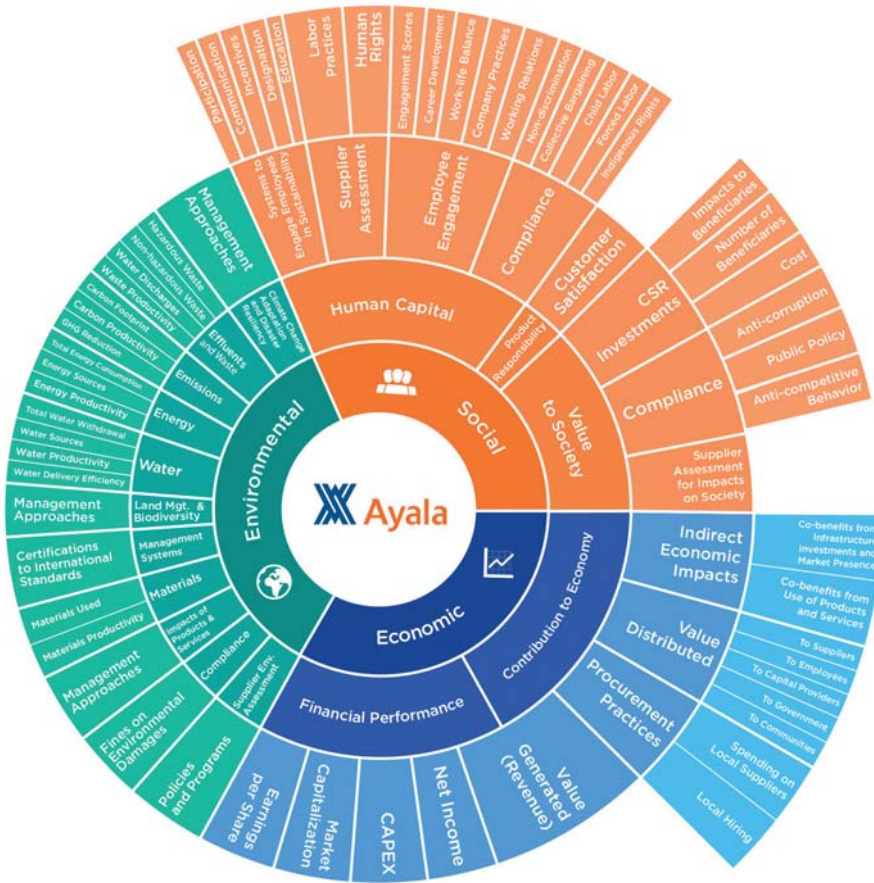 Ayala
Social
Human Capital
Systems to
Engage Employees
in Sustainability
Participation
Communication
Incentives
Designation
Education
Supplier
Assessment
Labor
Practices
Human
Rights
Employee
Engagement
Engagement Scores
Career Development
Work-life Balance
Company Practices
Working Relations
Compliance
Non-discrimination
Collective Bargaining
Child Labor
Forced Labor
Indigenous Rights
Product
Responsibility
Customer
Satisfaction
Value
to Society
CSR
Investments
Impacts to
Beneficiaries
Number of
Beneficiaries
Cost
Compliance
Anti-corruption
Public Policy
Anti-competitive
Behavior
Supplier
Assessment
for Impacts
on Society
Economic
Contribution to Economy
Indirect
Economic
Impacts
Co-benefits from
Infrastructure
Investments and
Market Presence
Co-benefits from
Use of Products
and Services
Value
Distributed
To Suppliers
To Employees
To Capital Providers
To Government
To Communities
Procurement
Practices
Spending on
Local Suppliers
Local Hiring
Financial Performance
Value
Generated
(Revenue)
Net Income
CAPEX
Market
Capitalization
Earnings
per Share
Environmental
Supplier Env.
Assessment
Policies
and Programs
Compliance
Fines on
Environmental
Damages
Impacts of
Products &
Services
Management
Approaches
Materials
Materials Used
Materials Productivity
Management
Systems
Certifications
to International
Standards
Land Mgt. &
Biodiversity
Management
Approaches
Water
Total Water Withdrawal
Water Sources
Water Productivity
Water Delivery Efficiency
Energy
Total Energy Consumption
Energy Sources
Energy Productivity
Emissions
Carbon Footprint
Carbon Productivity
GHG Reduction
Effluents
and Waste
Hazardous Waste
Non-hazardous Waste
Water Discharges
Waste Productivity
Climate Change
Adaptation
and Disaster
Resiliency
Management
Approaches